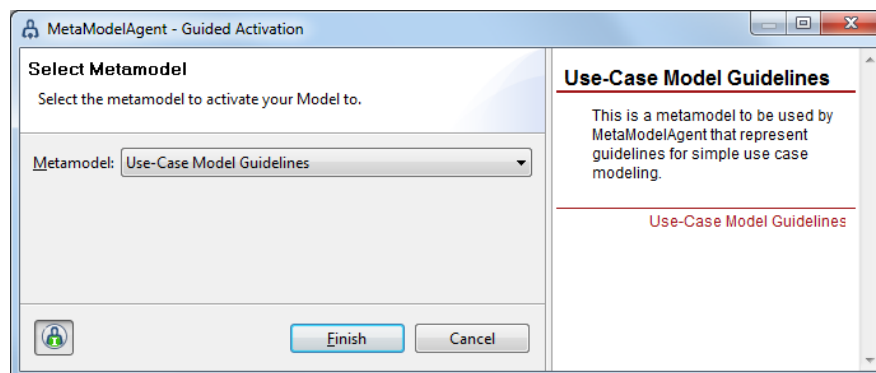 MetaModelAgent - Guided Activation
Select Metamodel
Select the metamodel to activate your Model to.
Metamodel: Use-Case Model Guidelines
Finish
Cancel
Use-Case Model Guidelines
This is a metamodel to be used by
MetaModelAgent that represent
guidelines for simple use case
modeling.
Use-Case Model Guidelines